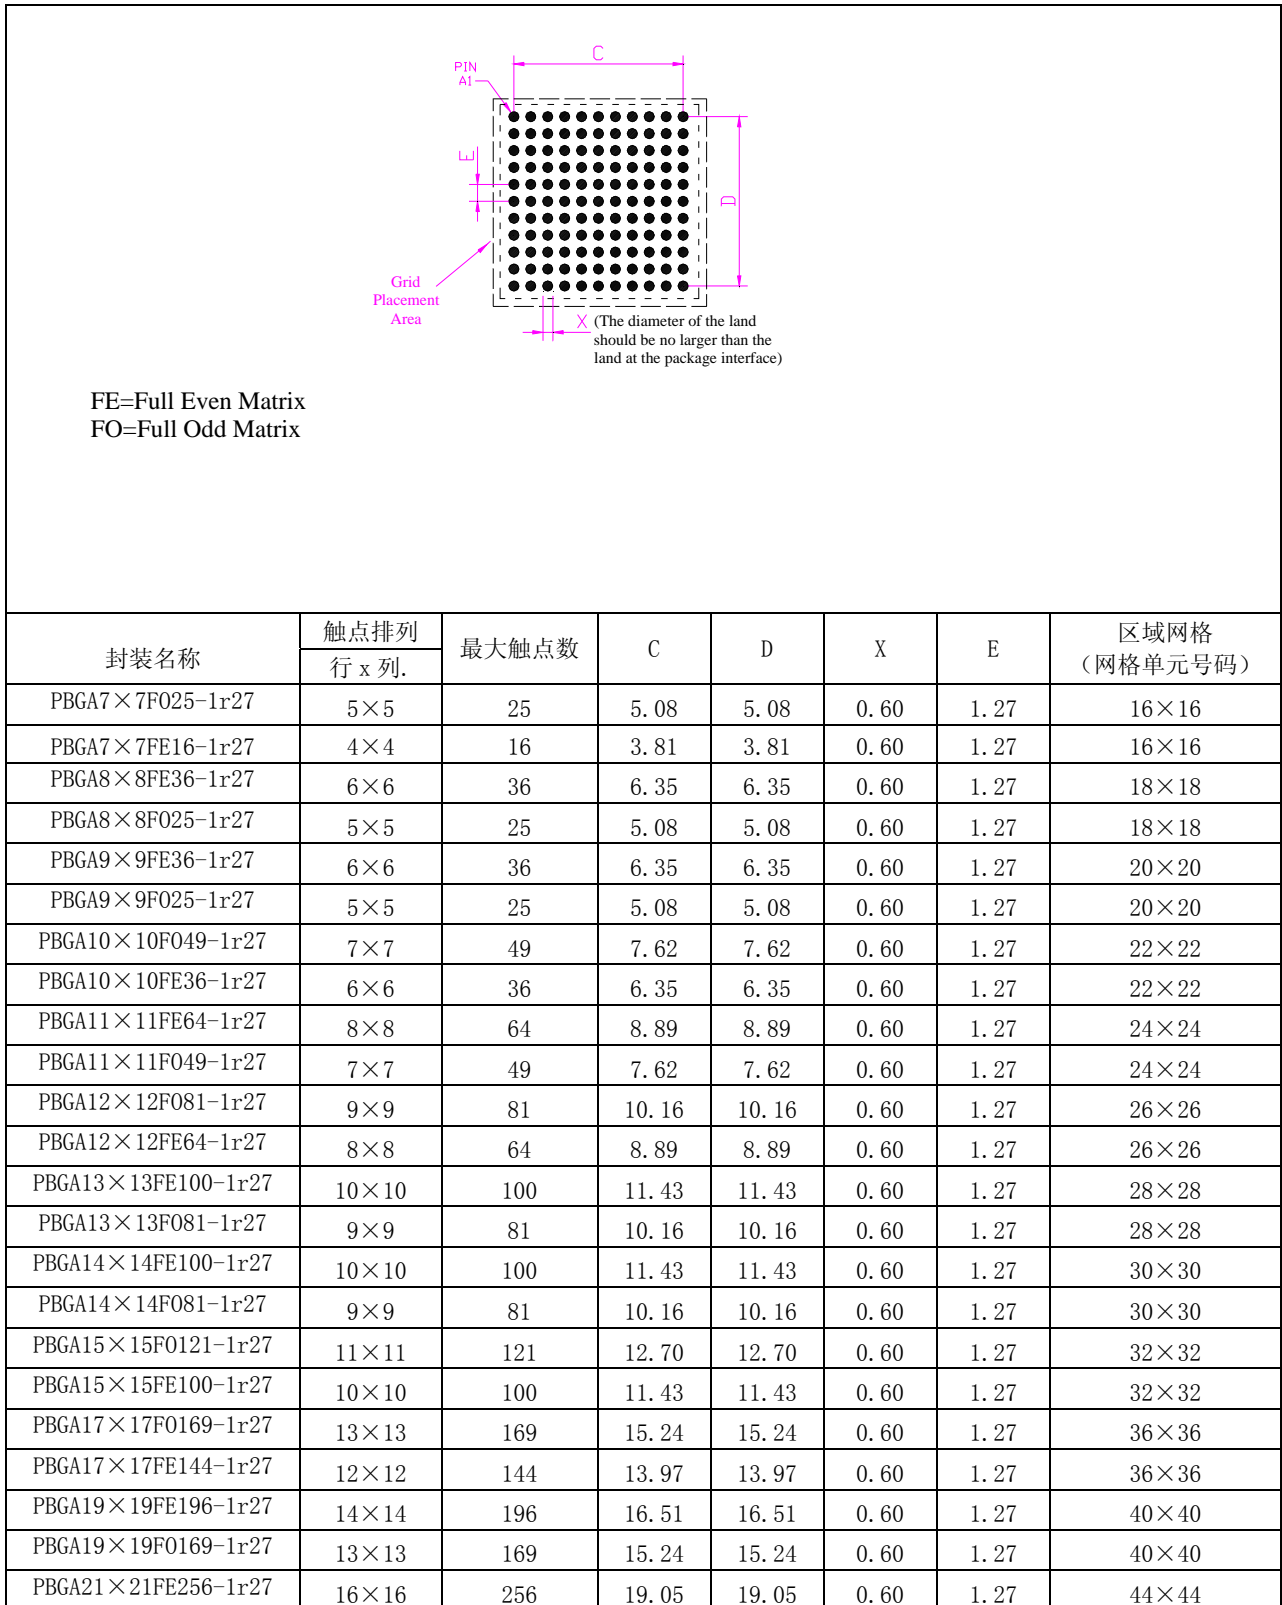 C
PIN
A1
E
D
Grid
Placement
Area
X (The diameter of the land
should be no larger than the
land at the package interface)
FE=Full Even Matrix
FO=Full Odd Matrix
封装名称 触点排列 最大触点数 C D X E 区域网格
行 x 列. (网格单元号码)
PBGA7×7FO25-1r27 5×5 25 5.08 5.08 0.60 1.27 16×16
PBGA7×7FE16-1r27 4×4 16 3.81 3.81 0.60 1.27 16×16
PBGA8×8FE36-1r27 6×6 36 6.35 6.35 0.60 1.27 18×18
PBGA8×8FO25-1r27 5×5 25 5.08 5.08 0.60 1.27 18×18
PBGA9×9FE36-1r27 6×6 36 6.35 6.35 0.60 1.27 20×20
PBGA9×9FO25-1r27 5×5 25 5.08 5.08 0.60 1.27 20×20
PBGA10×10FO49-1r27 7×7 49 7.62 7.62 0.60 1.27 22×22
PBGA10×10FE36-1r27 6×6 36 6.35 6.35 0.60 1.27 22×22
PBGA11×11FE64-1r27 8×8 64 8.89 8.89 0.60 1.27 24×24
PBGA11×11FO49-1r27 7×7 49 7.62 7.62 0.60 1.27 24×24
PBGA12×12FO81-1r27 9×9 81 10.16 10.16 0.60 1.27 26×26
PBGA12×12FE64-1r27 8×8 64 8.89 8.89 0.60 1.27 26×26
PBGA13×13FE100-1r27 10×10 100 11.43 11.43 0.60 1.27 28×28
PBGA13×13FO81-1r27 9×9 81 10.16 10.16 0.60 1.27 28×28
PBGA14×14FE100-1r27 10×10 100 11.43 11.43 0.60 1.27 30×30
PBGA14×14FO81-1r27 9×9 81 10.16 10.16 0.60 1.27 30×30
PBGA15×15FO121-1r27 11×11 121 12.70 12.70 0.60 1.27 32×32
PBGA15×15FE100-1r27 10×10 100 11.43 11.43 0.60 1.27 32×32
PBGA17×17FO169-1r27 13×13 169 15.24 15.24 0.60 1.27 36×36
PBGA17×17FE144-1r27 12×12 144 13.97 13.97 0.60 1.27 36×36
PBGA19×19FE196-1r27 14×14 196 16.51 16.51 0.60 1.27 40×40
PBGA19×19FO169-1r27 13×13 169 15.24 15.24 0.60 1.27 40×40
PBGA21×21FE256-1r27 16×16 256 19.05 19.05 0.60 1.27 44×44